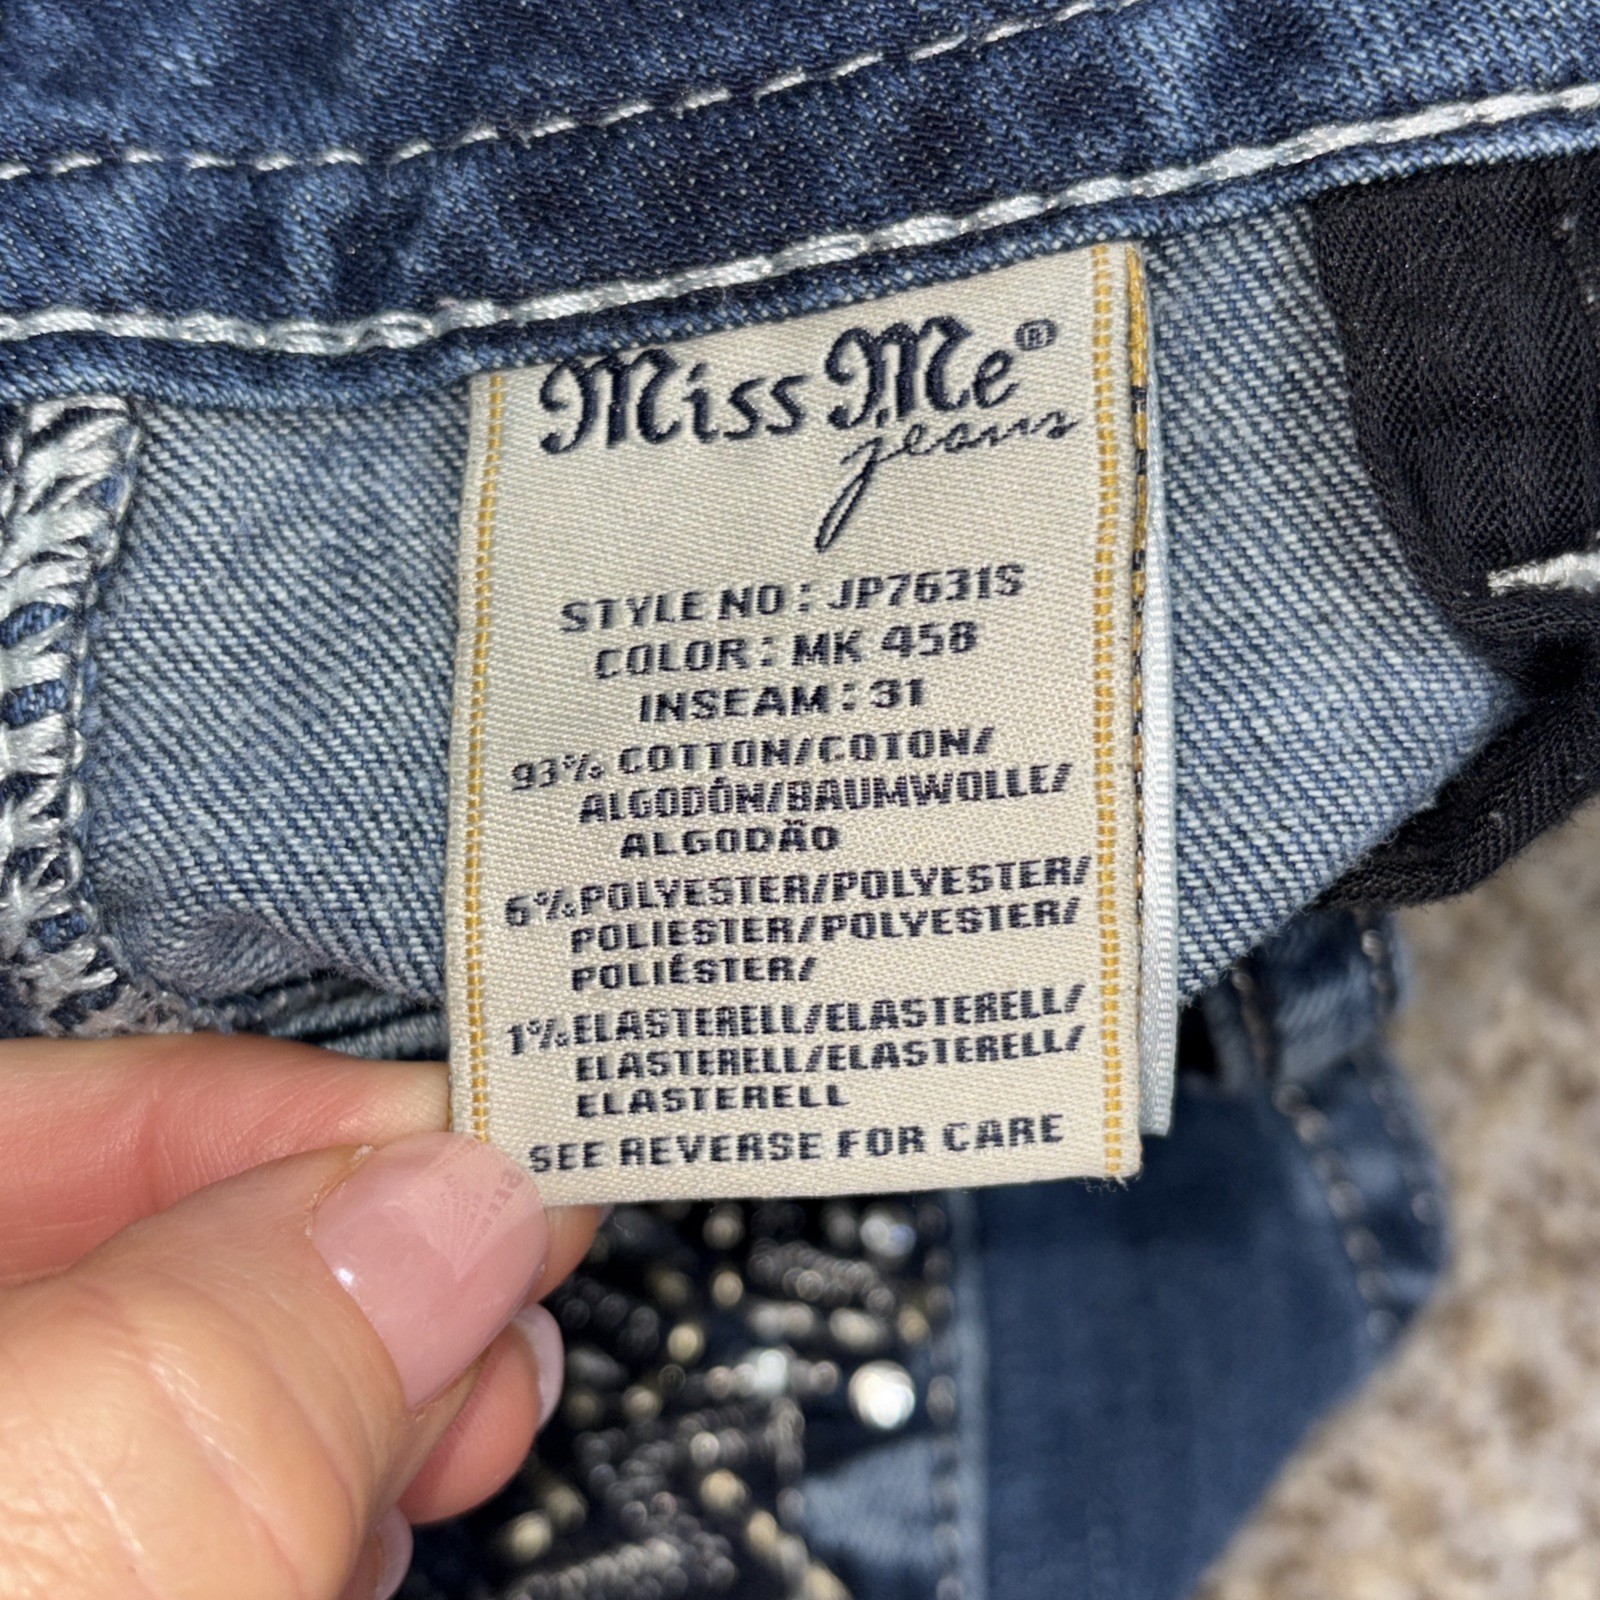 Miss Me®
jeans
STYLE NO : JP7631S
COLOR : MK 458
INSEAM : 31
93% COTTON/COTON/
ALGODÓN/BAUMWOLLE/
ALGODÃO
6% POLYESTER/POLYESTER/
POLIESTER/POLYESTER/
POLIÉSTER/
1% ELASTERELL/ELASTERELL/
ELASTERELL/ELASTERELL/
ELASTERELL
SEE REVERSE FOR CARE